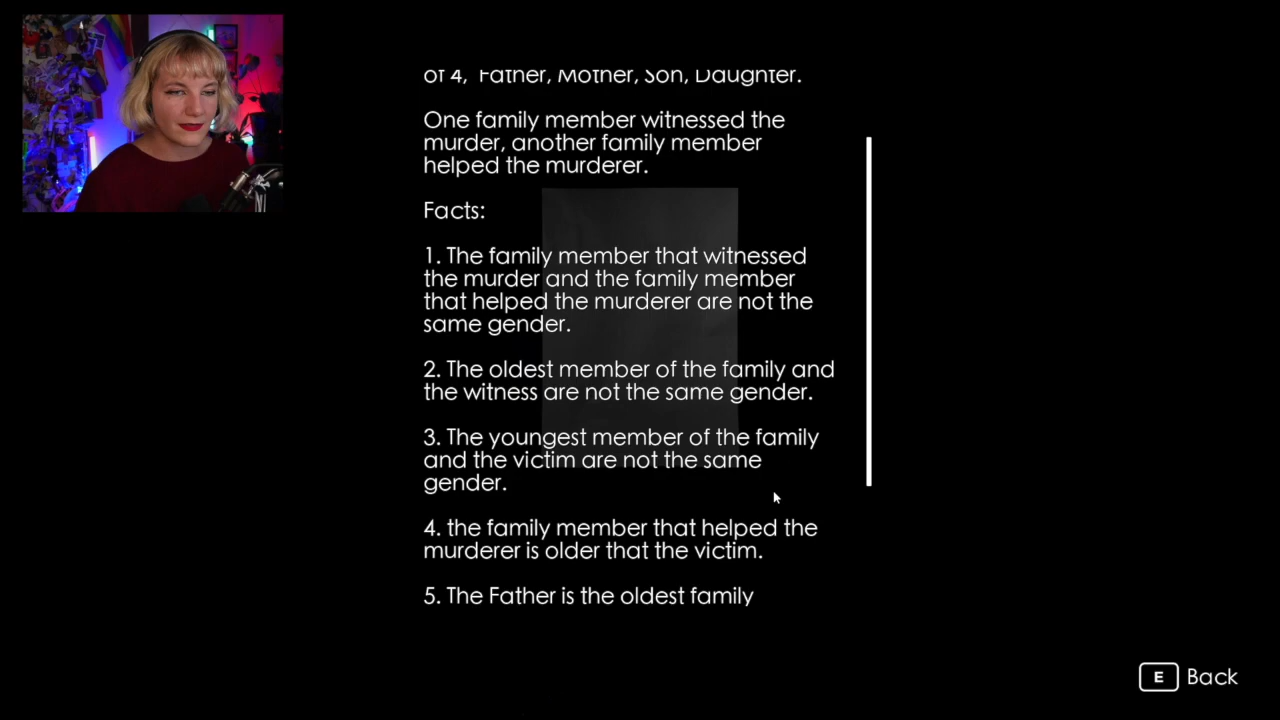 of 4, Father, Mother, Son, Daughter.
One family member witnessed the
murder, another family member
helped the murderer.
Facts:
1. The family member that witnessed
the murder and the family member
that helped the murderer are not the
same gender.
2. The oldest member of the family and
the witness are not the same gender.
3. The youngest member of the family
and the victim are not the same
gender.
4. the family member that helped the
murderer is older that the victim.
5. The Father is the oldest family
E Back